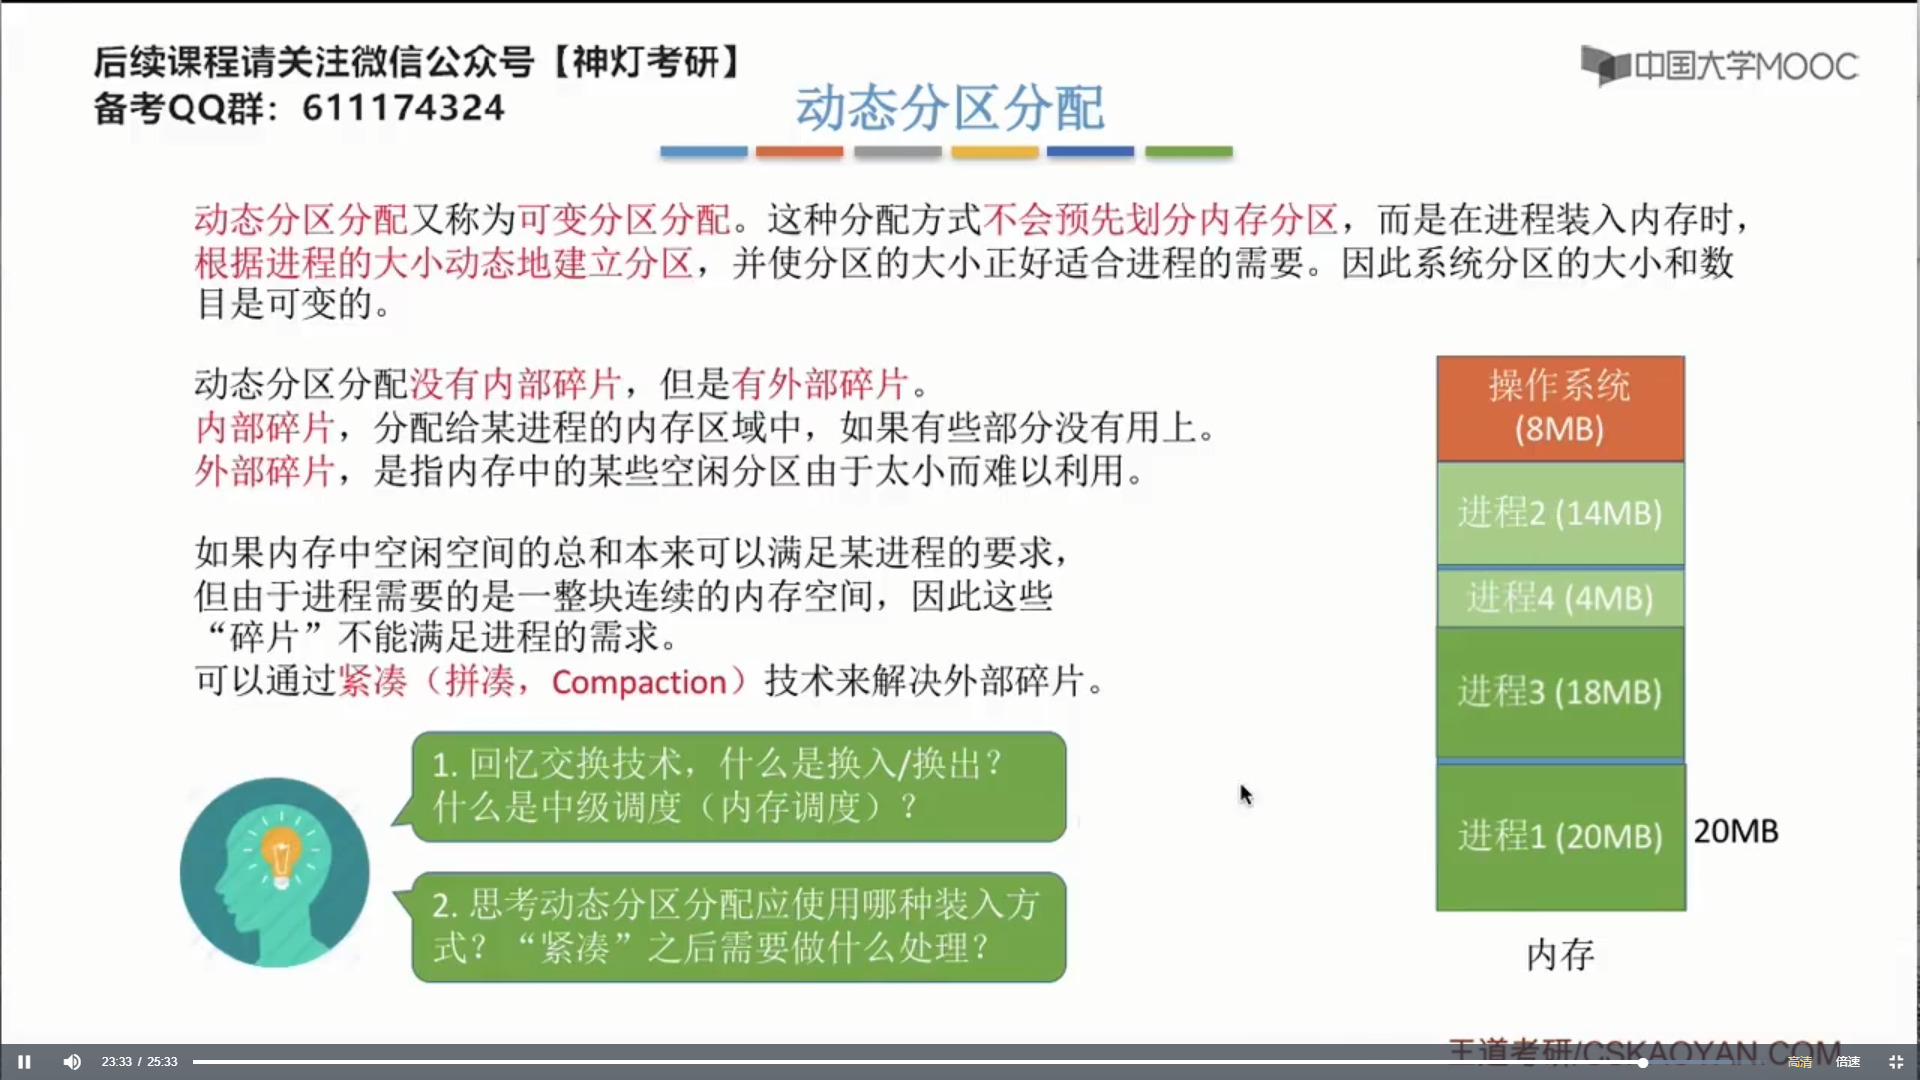 后续课程请关注微信公众号【神灯考研】
备考QQ群：611174324
中国大学MOOC
动态分区分配
动态分区分配又称为可变分区分配。这种分配方式不会预先划分内存分区，而是在进程装入内存时，
根据进程的大小动态地建立分区，并使分区的大小正好适合进程的需要。因此系统分区的大小和数
目是可变的。
动态分区分配没有内部碎片，但是有外部碎片。
内部碎片，分配给某进程的内存区域中，如果有些部分没有用上。
外部碎片，是指内存中的某些空闲分区由于太小而难以利用。
如果内存中空闲空间的总和本来可以满足某进程的要求，
但由于进程需要的是一整块连续的内存空间，因此这些
“碎片”不能满足进程的需求。
可以通过紧凑（拼凑，Compaction）技术来解决外部碎片。
1. 回忆交换技术，什么是换入/换出？
什么是中级调度（内存调度）？
2. 思考动态分区分配应使用哪种装入方
式？“紧凑”之后需要做什么处理？
操作系统
(8MB)
进程2 (14MB)
进程4 (4MB)
进程3 (18MB)
进程1 (20MB)
20MB
内存
王道考研/CSKAOYAN.COM
23:33 / 25:33
高清
倍速